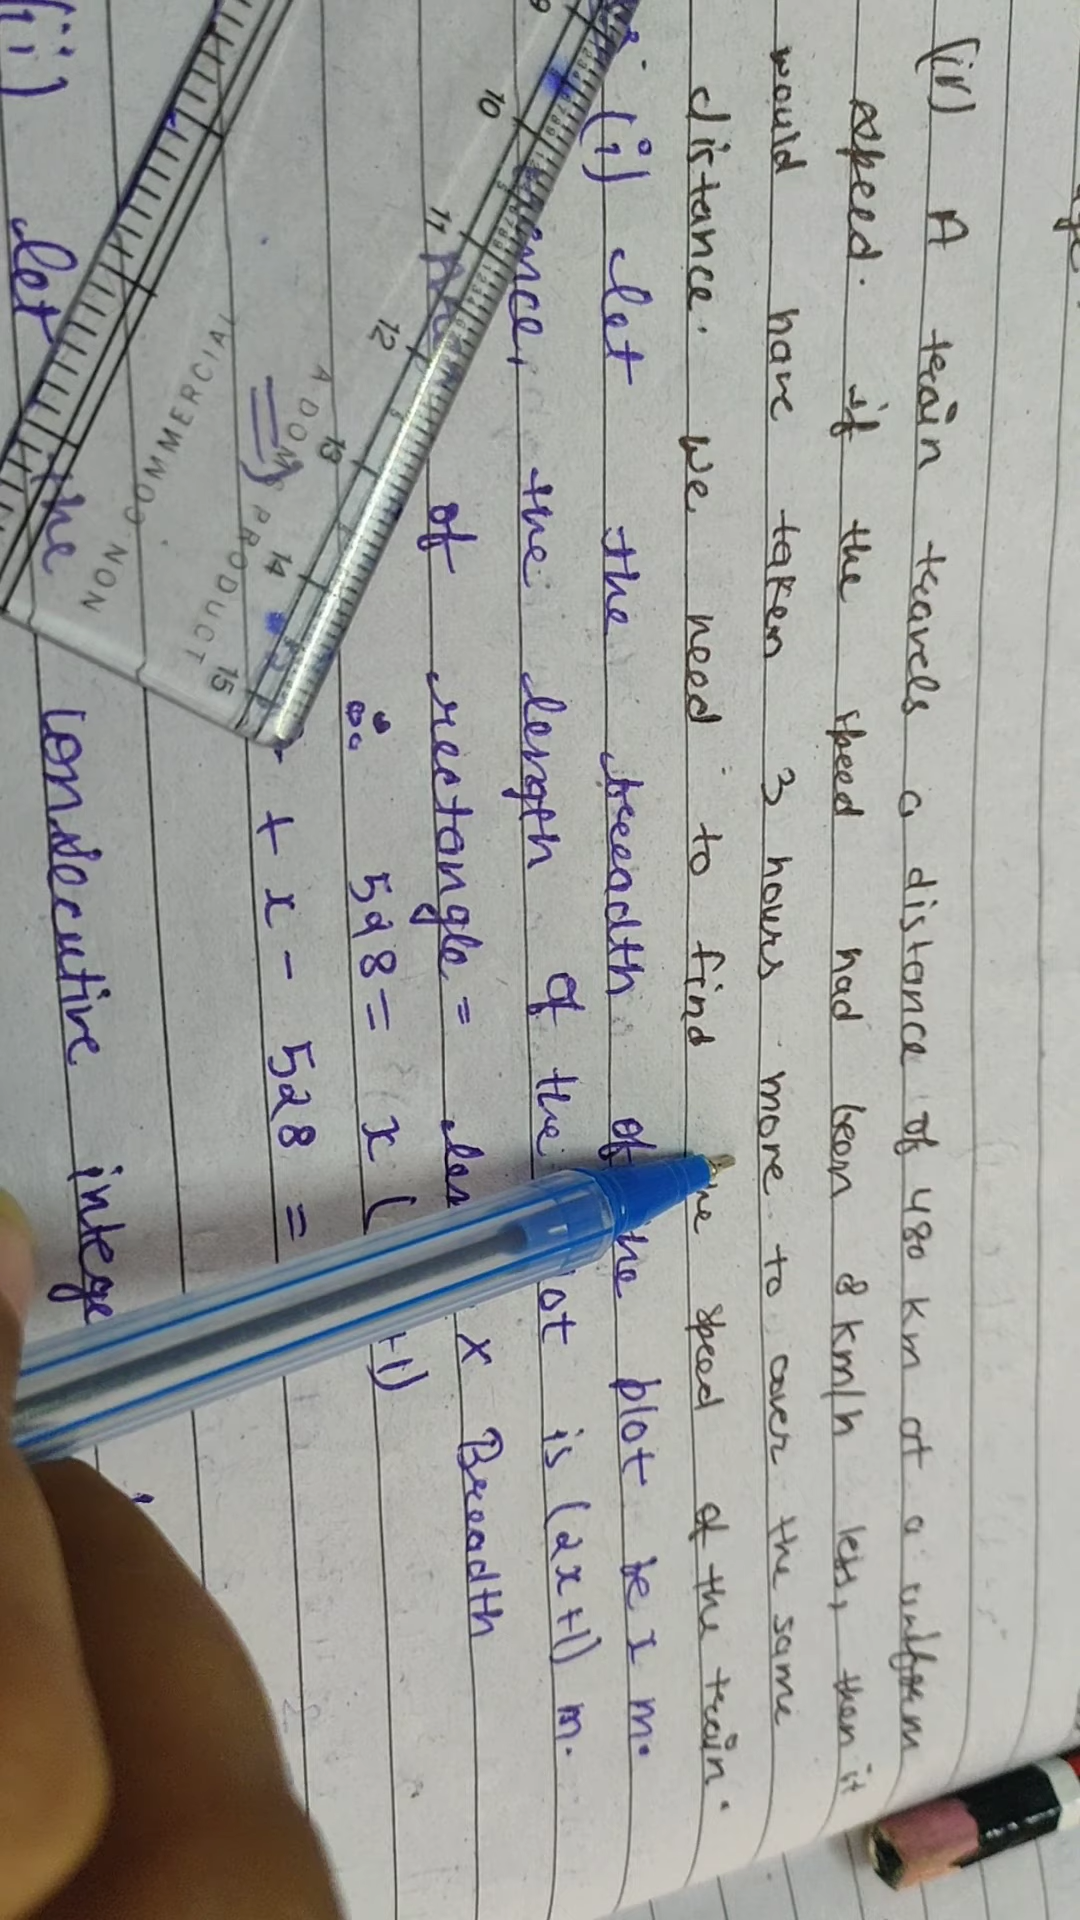 (iv) A train travels a distance of 480 km at a uniform
speed. if the speed had been 8 km/h less, then it
would have taken 3 hours more to cover the same
distance. We need to find speed of the train.
(i) let the breadth of the plot be x m.
the length of the is (2x+1) m.
of rectangle = x Breadth
∴ 528 = x ( +1)
+ x - 528 =
(ii) let the consecutive
9 10 11 12 13 14 15
A DOMS PRODUCT
NON COMMERCIAL